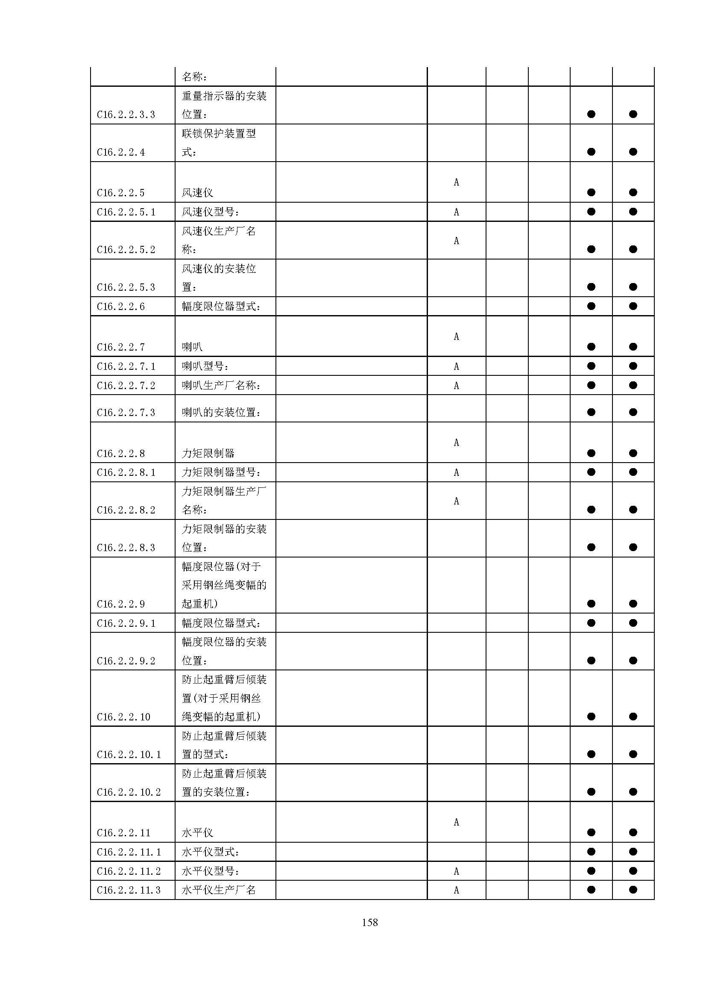 名称：
重量指示器的安装
C16.2.2.3.3 位置： ● ●
联锁保护装置型
C16.2.2.4 式： ● ●
A
C16.2.2.5 风速仪 ● ●
C16.2.2.5.1 风速仪型号： A ● ●
风速仪生产厂名
A
C16.2.2.5.2 称： ● ●
风速仪的安装位
C16.2.2.5.3 置： ● ●
C16.2.2.6 幅度限位器型式： ● ●
A
C16.2.2.7 喇叭 ● ●
C16.2.2.7.1 喇叭型号： A ● ●
C16.2.2.7.2 喇叭生产厂名称： A ● ●
C16.2.2.7.3 喇叭的安装位置： ● ●
A
C16.2.2.8 力矩限制器 ● ●
C16.2.2.8.1 力矩限制器型号： A ● ●
力矩限制器生产厂
A
C16.2.2.8.2 名称： ● ●
力矩限制器的安装
C16.2.2.8.3 位置： ● ●
幅度限位器(对于
采用钢丝绳变幅的
C16.2.2.9 起重机) ● ●
C16.2.2.9.1 幅度限位器型式： ● ●
幅度限位器的安装
C16.2.2.9.2 位置： ● ●
防止起重臂后倾装
置(对于采用钢丝
C16.2.2.10 绳变幅的起重机) ● ●
防止起重臂后倾装
C16.2.2.10.1 置的型式： ● ●
防止起重臂后倾装
C16.2.2.10.2 置的安装位置： ● ●
A
C16.2.2.11 水平仪 ● ●
C16.2.2.11.1 水平仪型式： ● ●
C16.2.2.11.2 水平仪型号： A ● ●
C16.2.2.11.3 水平仪生产厂名 A ● ●
158